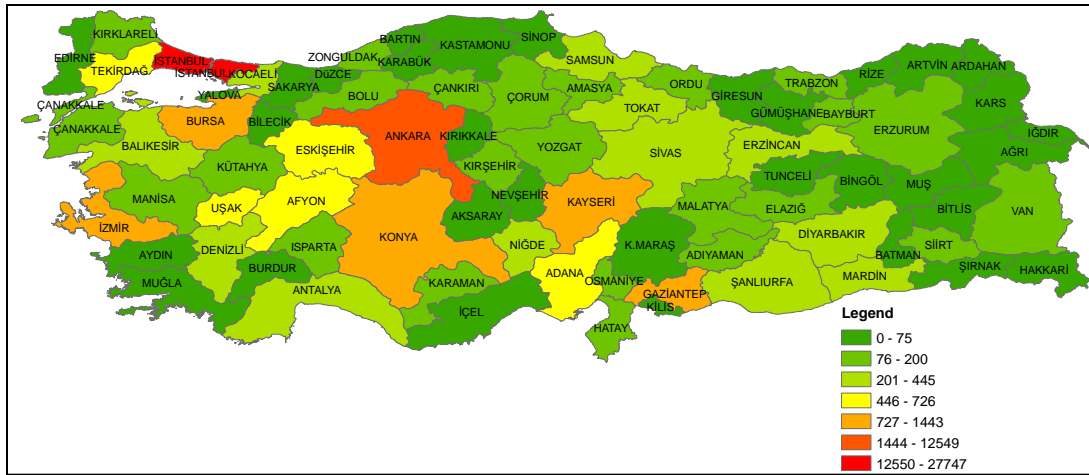 KIRKLARELİ
EDİRNE
TEKİRDAĞ
İSTANBUL
İSTANBUL
KOCAELİ
YALOVA
SAKARYA
DÜZCE
ZONGULDAK
BARTIN
KARABÜK
KASTAMONU
SİNOP
SAMSUN
ORDU
GİRESUN
TRABZON
RİZE
ARTVİN
ARDAHAN
KARS
IĞDIR
AĞRI
ÇANAKKALE
ÇANAKKALE
BALIKESİR
BURSA
BİLECİK
BOLU
ÇANKIRI
ÇORUM
AMASYA
TOKAT
GÜMÜŞHANE
BAYBURT
ERZURUM
ERZİNCAN
KÜTAHYA
ESKİŞEHİR
ANKARA
KIRIKKALE
YOZGAT
SİVAS
KIRŞEHİR
TUNCELİ
BİNGÖL
MUŞ
BİTLİS
VAN
MANİSA
UŞAK
AFYON
NEVŞEHİR
KAYSERİ
MALATYA
ELAZIĞ
İZMİR
AKSARAY
KONYA
DENİZLİ
ISPARTA
NİĞDE
K.MARAŞ
ADIYAMAN
DİYARBAKIR
BATMAN
SİİRT
ŞIRNAK
HAKKARİ
AYDIN
MUĞLA
BURDUR
ANTALYA
KARAMAN
ADANA
OSMANİYE
GAZİANTEP
KİLİS
ŞANLIURFA
MARDİN
İÇEL
HATAY
Legend
0 - 75
76 - 200
201 - 445
446 - 726
727 - 1443
1444 - 12549
12550 - 27747